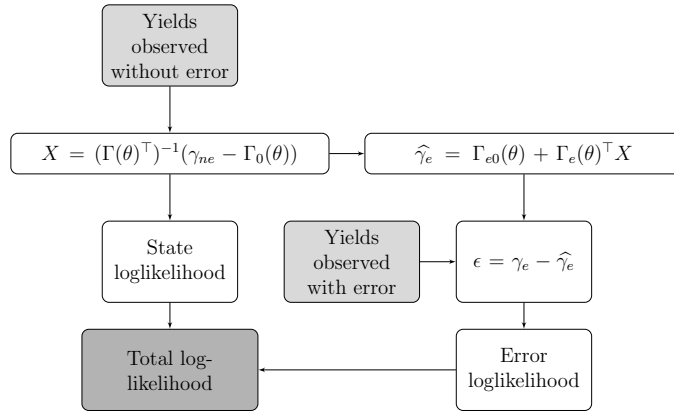 Yields
observed
without error
X = (Γ(θ)^⊤)^{-1}(γ_{ne} − Γ_0(θ))
\widehat{γ_e} = Γ_{e0}(θ) + Γ_e(θ)^⊤X
State
loglikelihood
Yields
observed
with error
ϵ = γ_e − \widehat{γ_e}
Total log-
likelihood
Error
loglikelihood